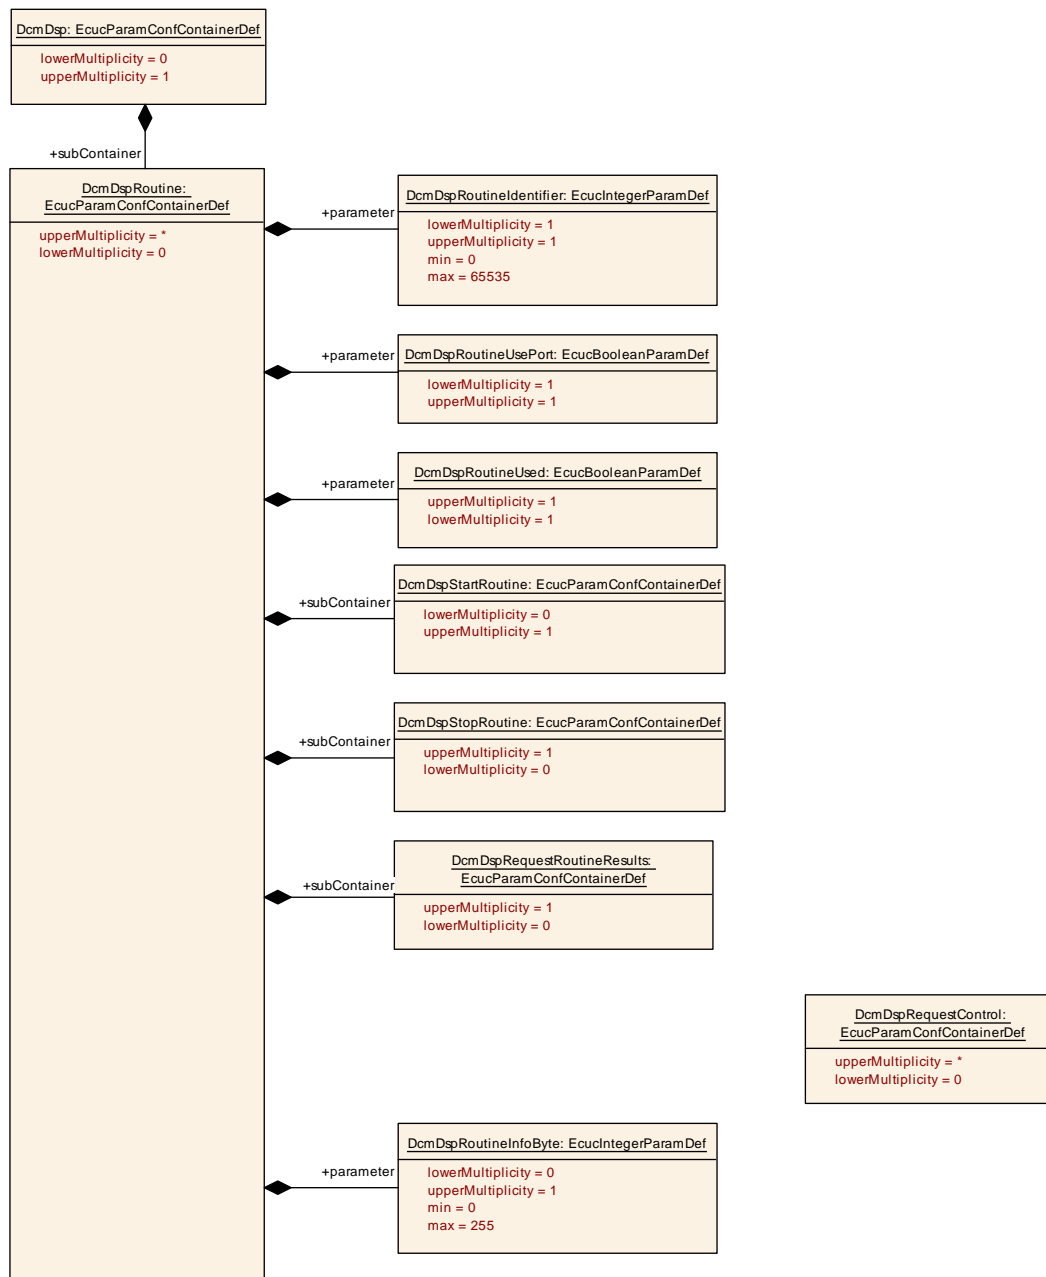 DcmDsp: EcucParamConfContainerDef
lowerMultiplicity = 0
upperMultiplicity = 1
+subContainer
DcmDspRoutine:
EcucParamConfContainerDef
upperMultiplicity = *
lowerMultiplicity = 0
+parameter
DcmDspRoutineIdentifier: EcucIntegerParamDef
lowerMultiplicity = 1
upperMultiplicity = 1
min = 0
max = 65535
+parameter
DcmDspRoutineUsePort: EcucBooleanParamDef
lowerMultiplicity = 1
upperMultiplicity = 1
+parameter
DcmDspRoutineUsed: EcucBooleanParamDef
upperMultiplicity = 1
lowerMultiplicity = 1
+subContainer
DcmDspStartRoutine: EcucParamConfContainerDef
lowerMultiplicity = 0
upperMultiplicity = 1
+subContainer
DcmDspStopRoutine: EcucParamConfContainerDef
upperMultiplicity = 1
lowerMultiplicity = 0
+subContainer
DcmDspRequestRoutineResults:
EcucParamConfContainerDef
upperMultiplicity = 1
lowerMultiplicity = 0
DcmDspRequestControl:
EcucParamConfContainerDef
upperMultiplicity = *
lowerMultiplicity = 0
+parameter
DcmDspRoutineInfoByte: EcucIntegerParamDef
lowerMultiplicity = 0
upperMultiplicity = 1
min = 0
max = 255